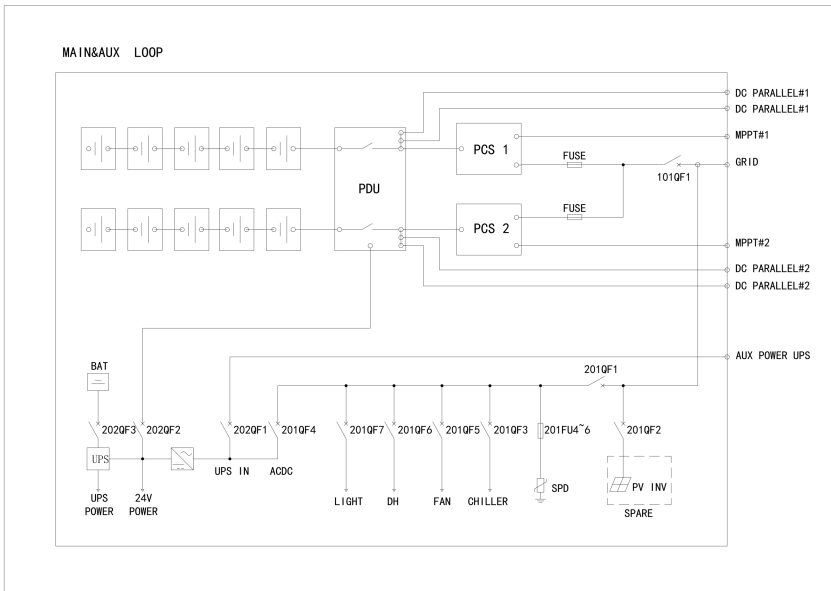 MAIN&AUX LOOP
DC PARALLEL#1
DC PARALLEL#1
MPPT#1
PCS 1
FUSE
GRID
101QF1
PDU
FUSE
PCS 2
MPPT#2
DC PARALLEL#2
DC PARALLEL#2
AUX POWER UPS
BAT
201QF1
202QF3
202QF2
202QF1
201QF4
201QF7
201QF6
201QF5
201QF3
201FU4~6
201QF2
UPS
UPS IN
ACDC
UPS POWER
24V POWER
LIGHT
DH
FAN
CHILLER
SPD
PV INV
SPARE